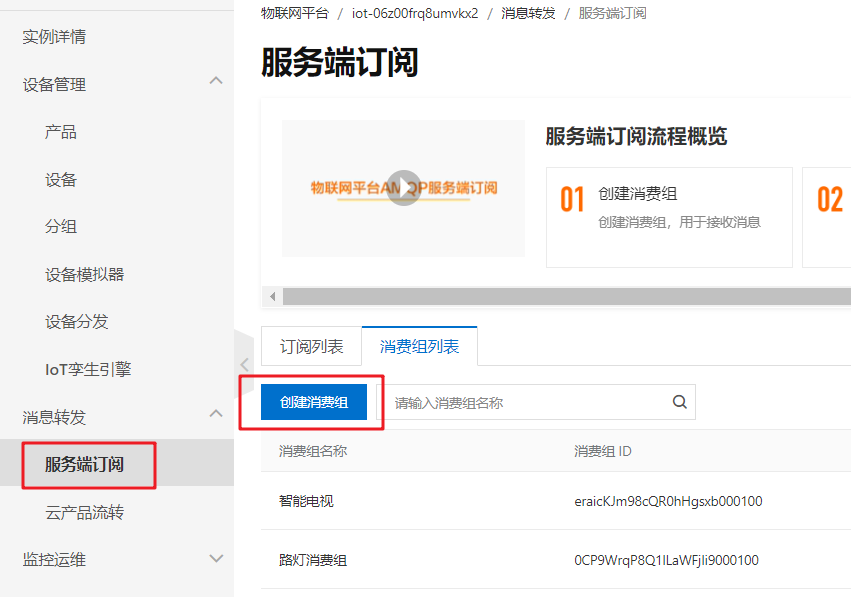 物联网平台 / iot-06z00frq8umvkx2 / 消息转发 / 服务端订阅
实例详情
设备管理
产品
设备
分组
设备模拟器
设备分发
IoT孪生引擎
消息转发
服务端订阅
云产品流转
监控运维
服务端订阅
物联网平台AMQP服务端订阅
服务端订阅流程概览
01 创建消费组
创建消费组，用于接收消息
02
订阅列表 消费组列表
创建消费组 请输入消费组名称
消费组名称 消费组 ID
智能电视 eraicKJm98cQR0hHgsxb000100
路灯消费组 0CP9WrqP8Q1ILaWFjIi9000100